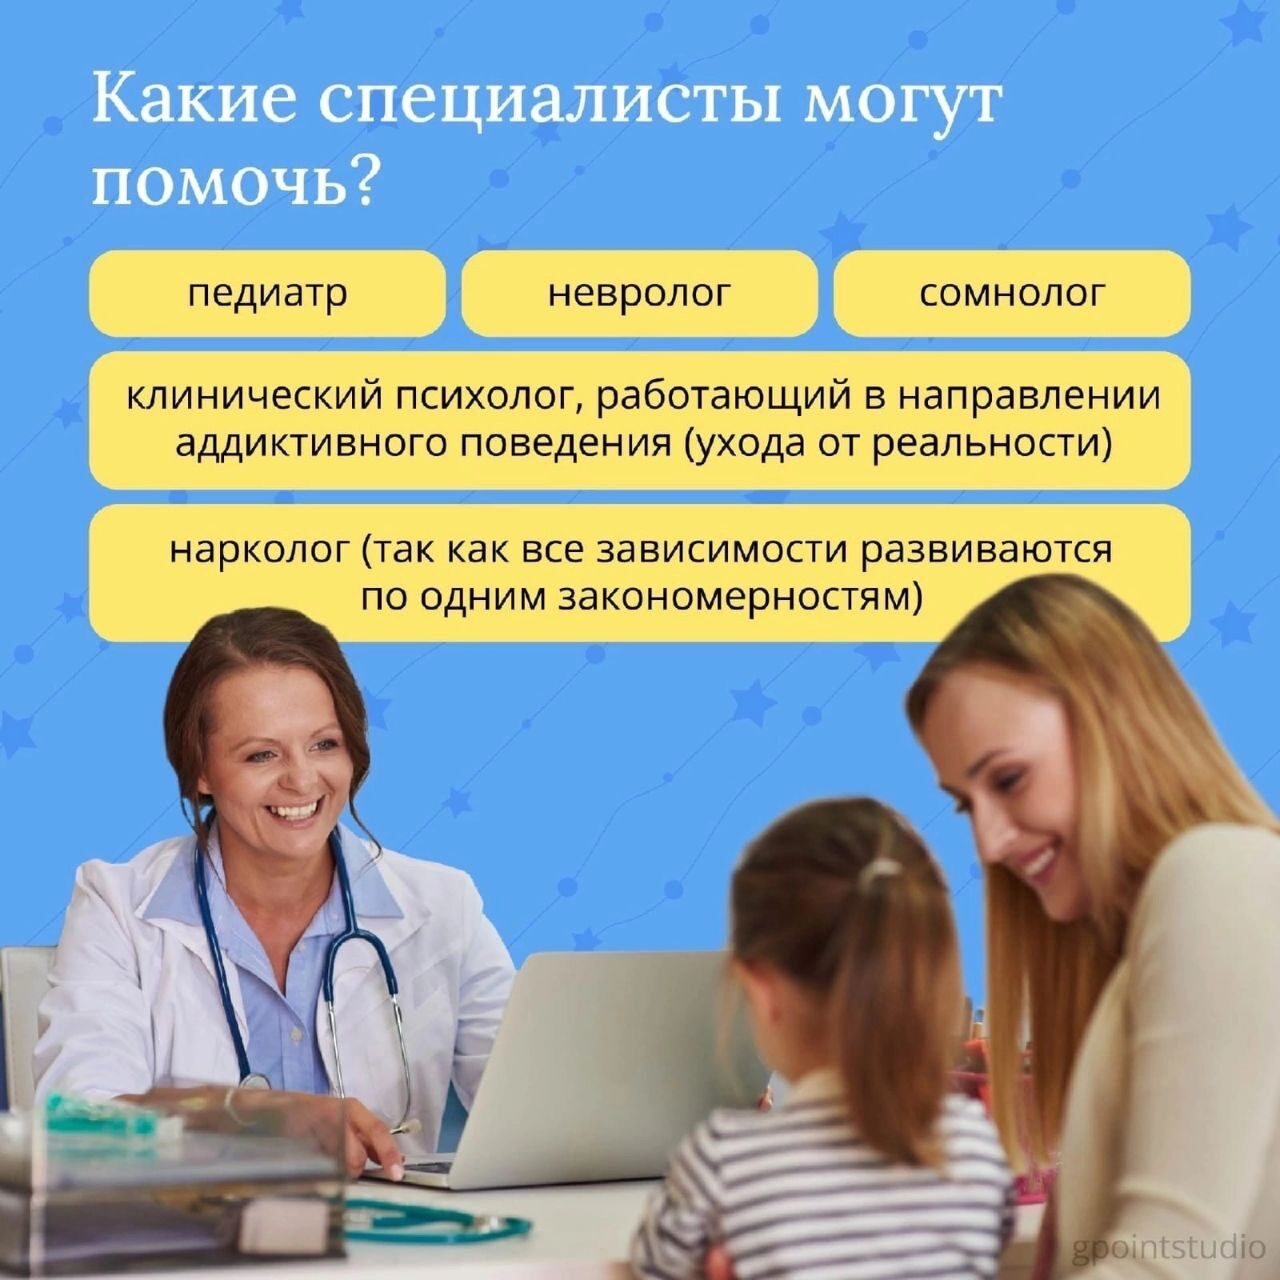 Какие специалисты могут
помочь?
педиатр
невролог
сомнолог
клинический психолог, работающий в направлении
аддиктивного поведения (ухода от реальности)
нарколог (так как все зависимости развиваются
по одним закономерностям)
gpointstudio